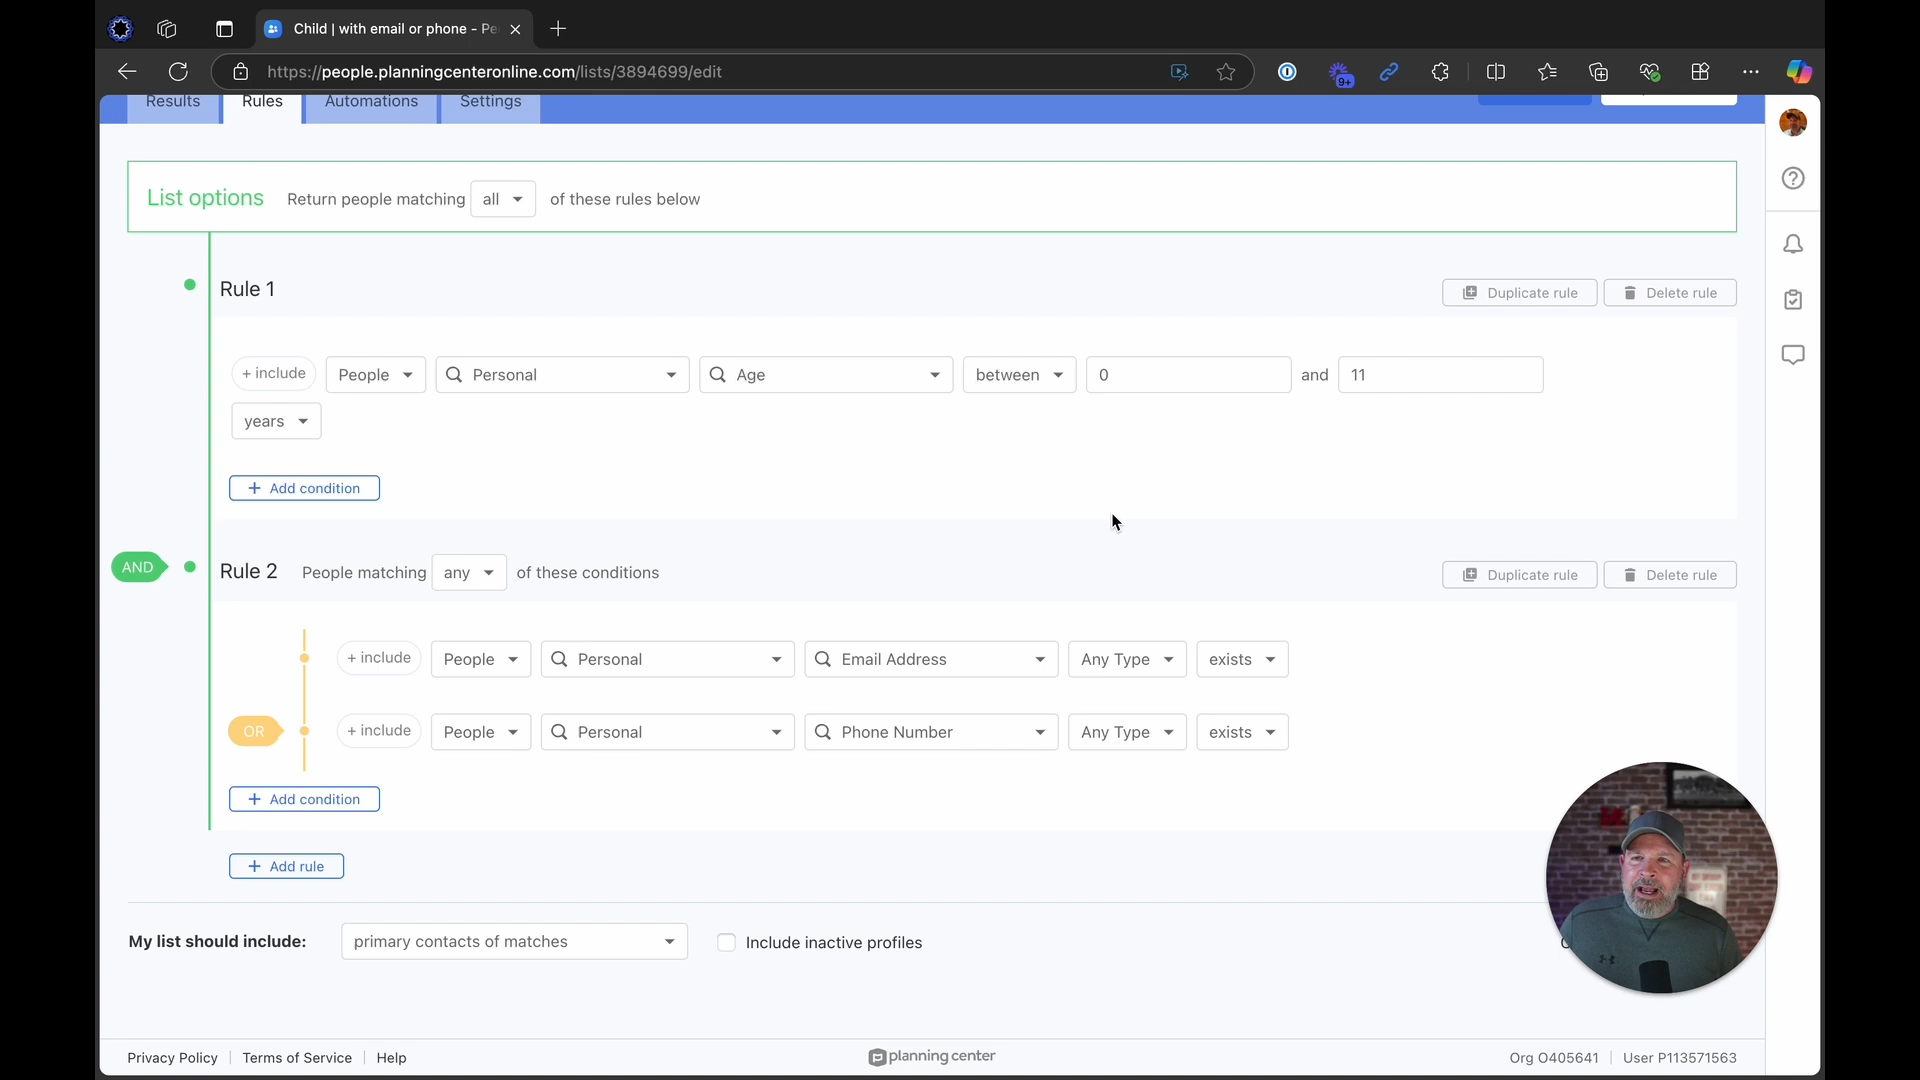 Child | with email or phone - Pe
https://people.planningcenteronline.com/lists/3894699/edit
9+
Results Rules Automations Settings
List options Return people matching all of these rules below
Rule 1 Duplicate rule Delete rule
+ include People Personal Age between 0 and 11
years
+ Add condition
AND Rule 2 People matching any of these conditions Duplicate rule Delete rule
+ include People Personal Email Address Any Type exists
OR + include People Personal Phone Number Any Type exists
+ Add condition
+ Add rule
My list should include: primary contacts of matches Include inactive profiles
Privacy Policy Terms of Service Help planning center Org O405641 User P113571563